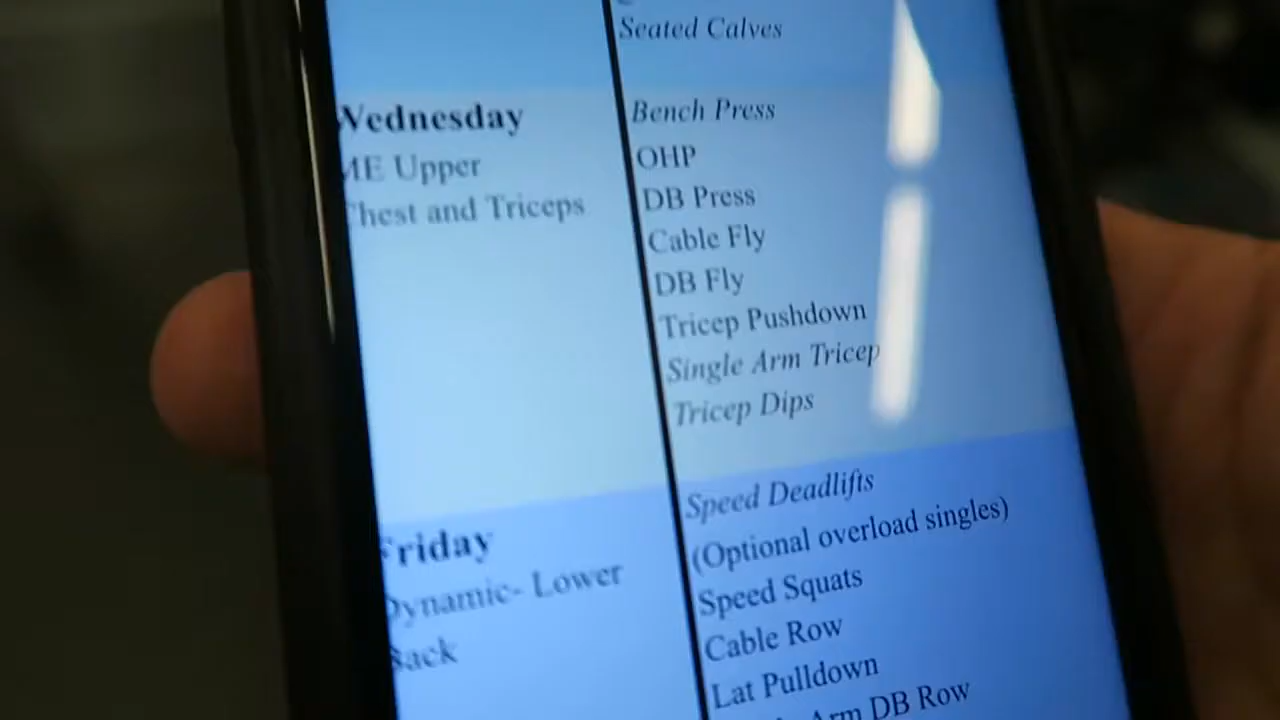 Seated Calves
Wednesday
ME Upper
Chest and Triceps
Bench Press
OHP
DB Press
Cable Fly
DB Fly
Tricep Pushdown
Single Arm Tricep
Tricep Dips
Friday
Dynamic- Lower
Back
Speed Deadlifts
(Optional overload singles)
Speed Squats
Cable Row
Lat Pulldown
Arm DB Row